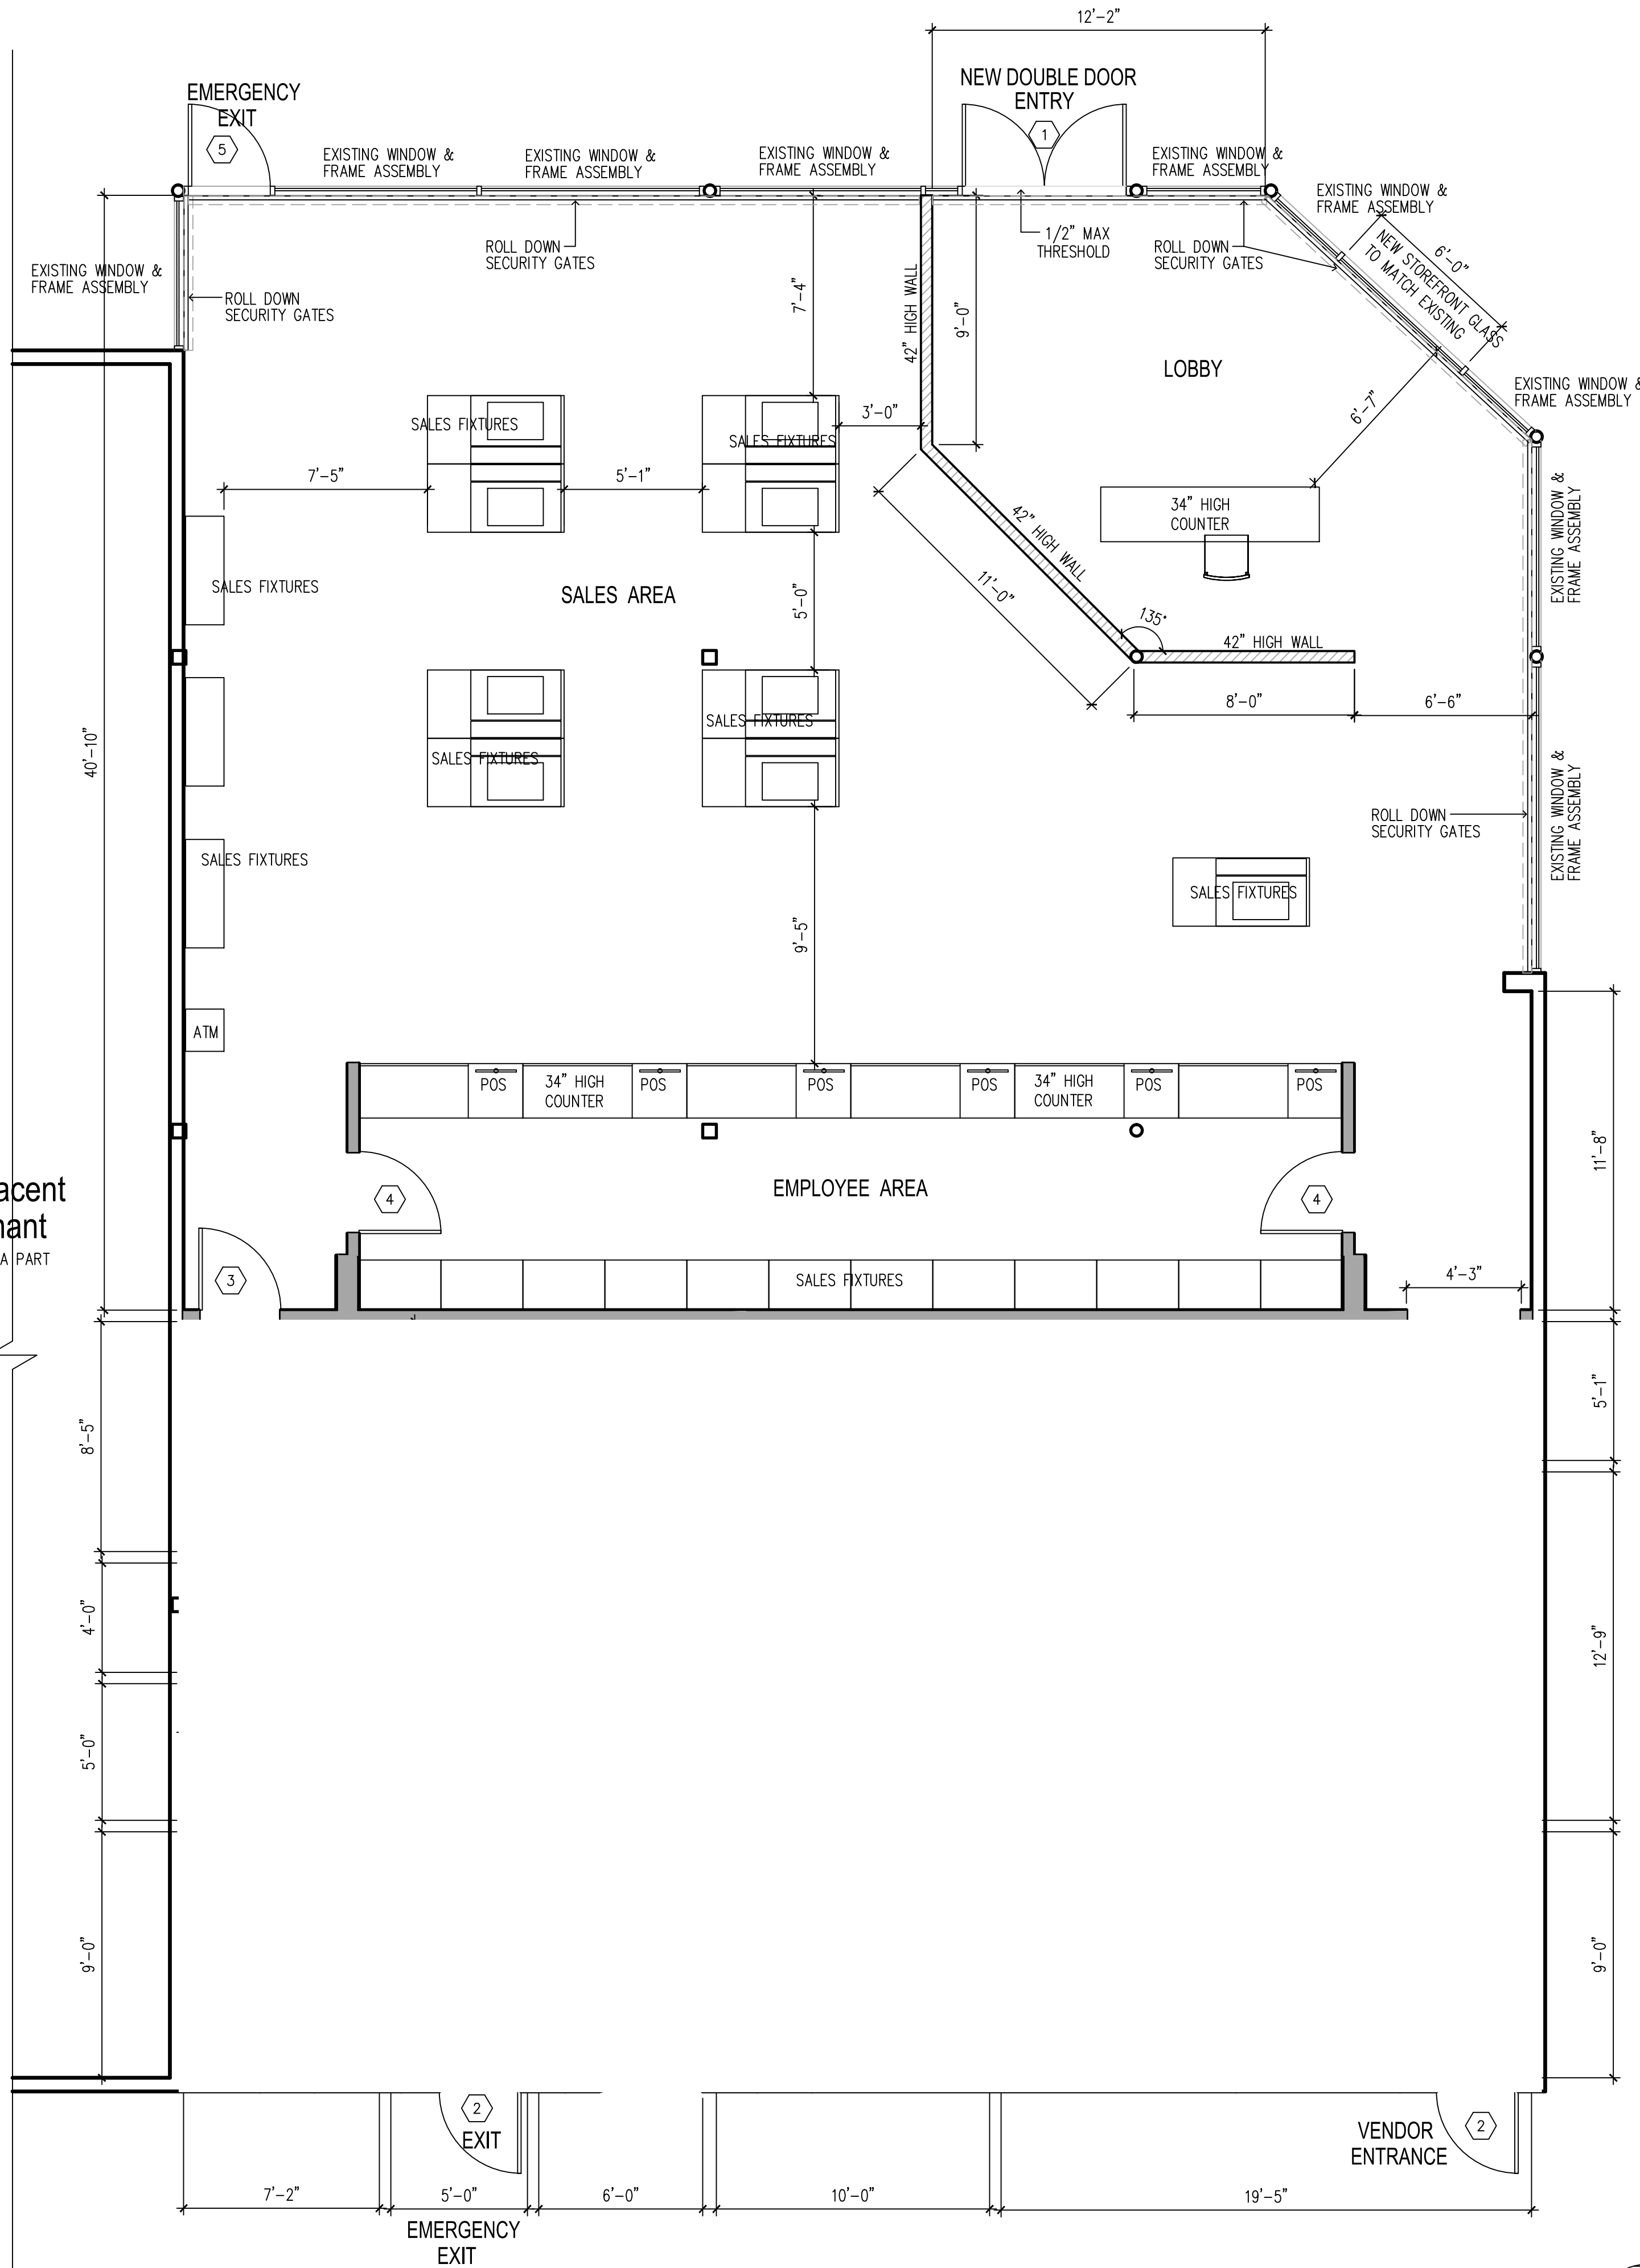 12'-2"
EMERGENCY
EXIT
5
NEW DOUBLE DOOR
ENTRY
1
EXISTING WINDOW &
FRAME ASSEMBLY
EXISTING WINDOW &
FRAME ASSEMBLY
EXISTING WINDOW &
FRAME ASSEMBLY
EXISTING WINDOW &
FRAME ASSEMBLY
EXISTING WINDOW &
FRAME ASSEMBLY
EXISTING WINDOW &
FRAME ASSEMBLY
ROLL DOWN
SECURITY GATES
ROLL DOWN
SECURITY GATES
1/2" MAX
THRESHOLD
ROLL DOWN
SECURITY GATES
6'-0"
NEW STOREFRONT GLASS
TO MATCH EXISTING
7'-4"
42" HIGH WALL
9'-0"
LOBBY
6'-7"
EXISTING WINDOW &
FRAME ASSEMBLY
SALES FIXTURES
SALES FIXTURES
3'-0"
7'-5"
5'-1"
34" HIGH
COUNTER
42" HIGH WALL
EXISTING WINDOW &
FRAME ASSEMBLY
SALES FIXTURES
SALES AREA
5'-0"
11'-0"
135°
42" HIGH WALL
8'-0"
6'-6"
40'-10"
SALES FIXTURES
SALES FIXTURES
EXISTING WINDOW &
FRAME ASSEMBLY
ROLL DOWN
SECURITY GATES
SALES FIXTURES
9'-5"
SALES FIXTURES
ATM
POS
34" HIGH
COUNTER
POS
POS
POS
34" HIGH
COUNTER
POS
POS
11'-8"
acent
nant
A PART
4
EMPLOYEE AREA
4
3
SALES FIXTURES
4'-3"
8'-5"
5'-1"
4'-0"
12'-9"
5'-0"
9'-0"
9'-0"
2
EXIT
VENDOR
ENTRANCE
2
7'-2"
5'-0"
6'-0"
10'-0"
19'-5"
EMERGENCY
EXIT